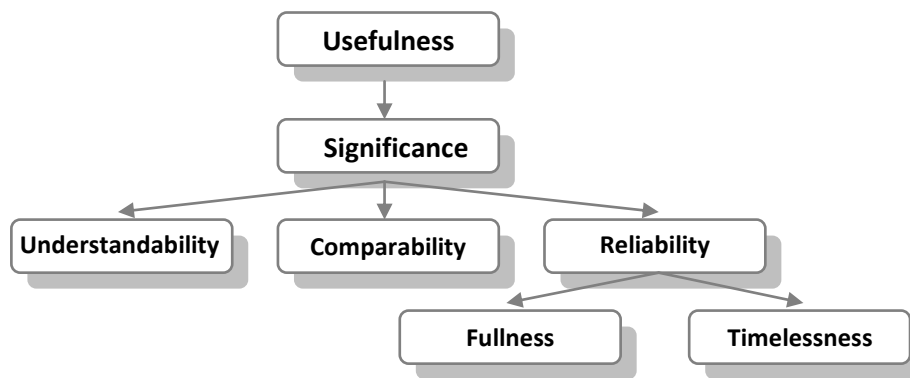 Usefulness
Significance
Understandability
Comparability
Reliability
Fullness
Timelessness